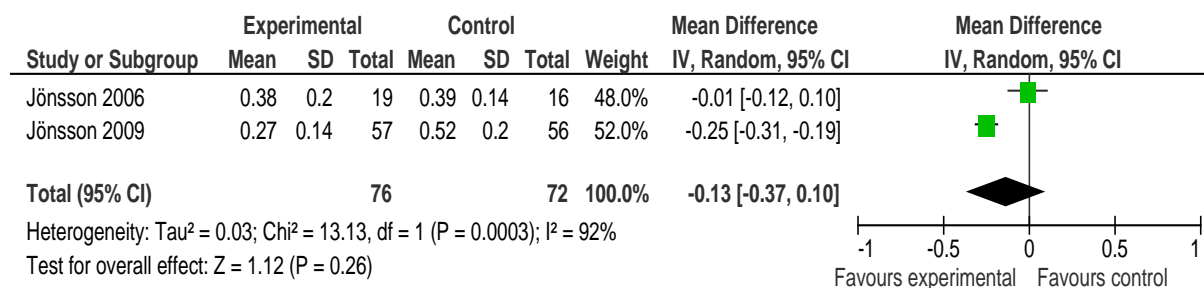 Experimental Control Mean Difference Mean Difference
Study or Subgroup Mean SD Total Mean SD Total Weight IV, Random, 95% CI IV, Random, 95% CI
Jönsson 2006 0.38 0.2 19 0.39 0.14 16 48.0% -0.01 [-0.12, 0.10]
Jönsson 2009 0.27 0.14 57 0.52 0.2 56 52.0% -0.25 [-0.31, -0.19]
Total (95% CI) 76 72 100.0% -0.13 [-0.37, 0.10]
Heterogeneity: Tau² = 0.03; Chi² = 13.13, df = 1 (P = 0.0003); I² = 92%
Test for overall effect: Z = 1.12 (P = 0.26)
-1 -0.5 0 0.5 1
Favours experimental Favours control